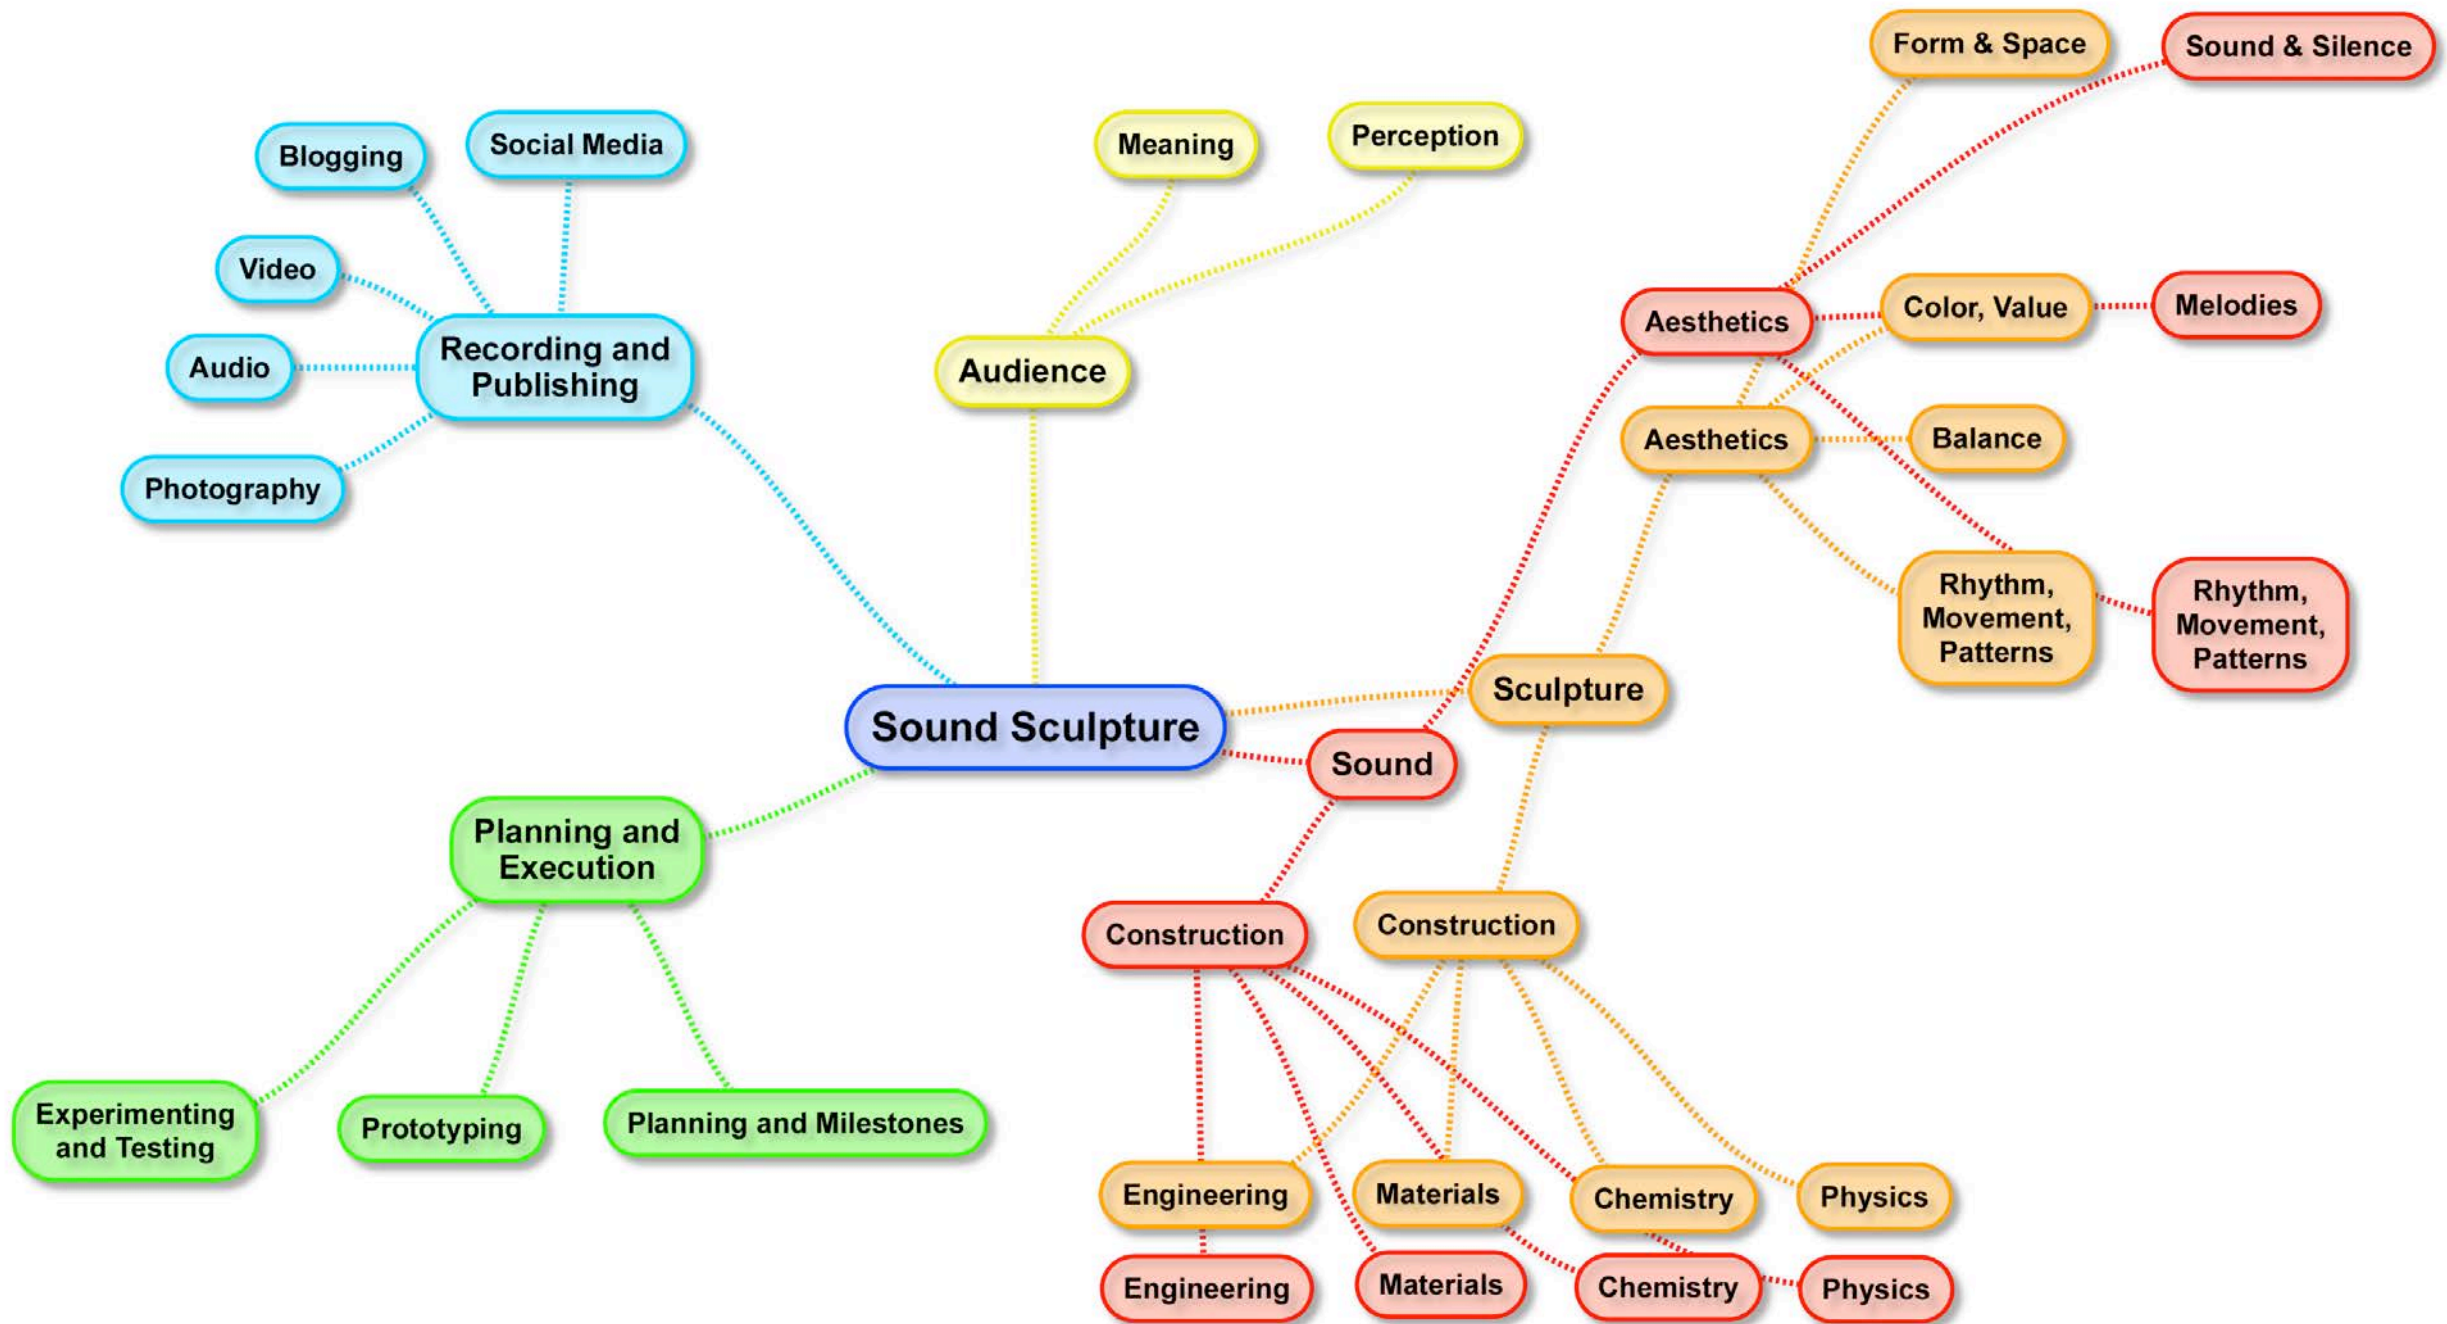 Form & Space
Sound & Silence
Blogging
Social Media
Meaning
Perception
Video
Audio
Recording and
Publishing
Photography
Audience
Aesthetics
Color, Value
Melodies
Aesthetics
Balance
Rhythm,
Movement,
Patterns
Rhythm,
Movement,
Patterns
Sculpture
Sound Sculpture
Sound
Planning and
Execution
Construction
Construction
Experimenting
and Testing
Prototyping
Planning and Milestones
Engineering
Materials
Chemistry
Physics
Engineering
Materials
Chemistry
Physics